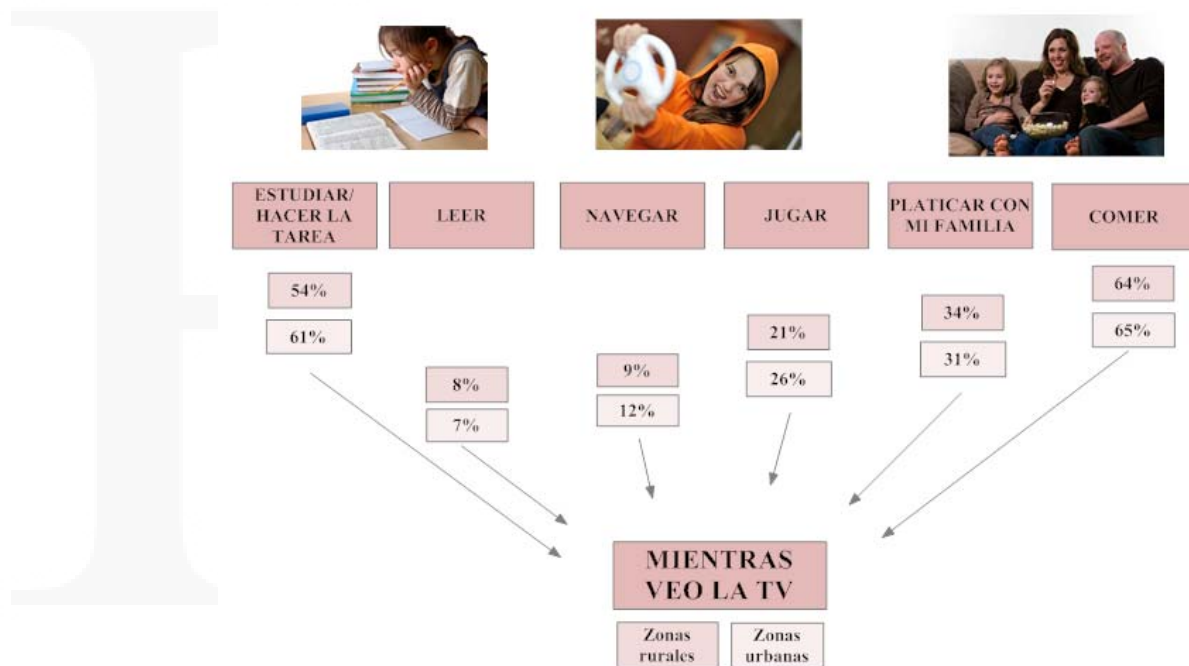 ESTUDIAR/
HACER LA
TAREA
LEER
NAVEGAR
JUGAR
PLATICAR CON
MI FAMILIA
COMER
54%
61%
8%
7%
9%
12%
21%
26%
34%
31%
64%
65%
MIENTRAS
VEO LA TV
Zonas
rurales
Zonas
urbanas